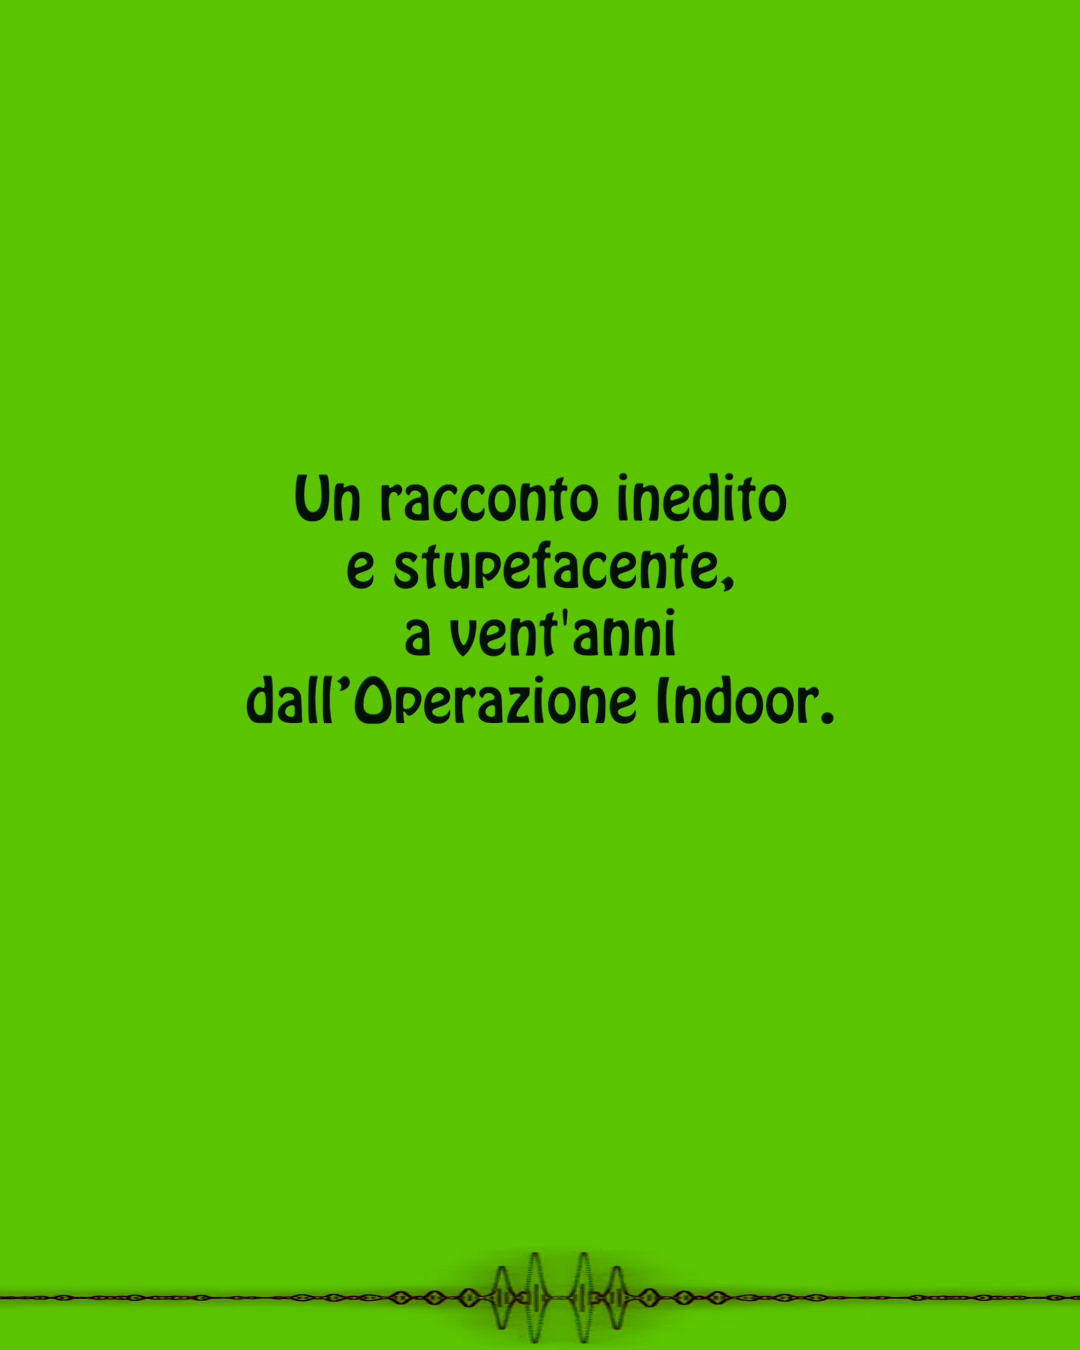 Un racconto inedito
e stupefacente,
a vent'anni
dall’Operazione Indoor.